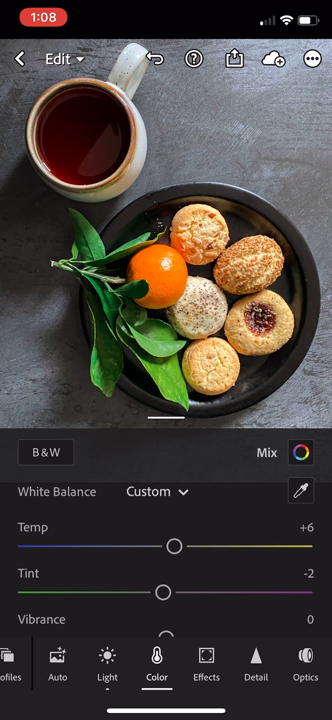 1:08
Edit
B & W
Mix
White Balance
Custom
Temp
+6
Tint
-2
Vibrance
0
ofiles
Auto
Light
Color
Effects
Detail
Optics